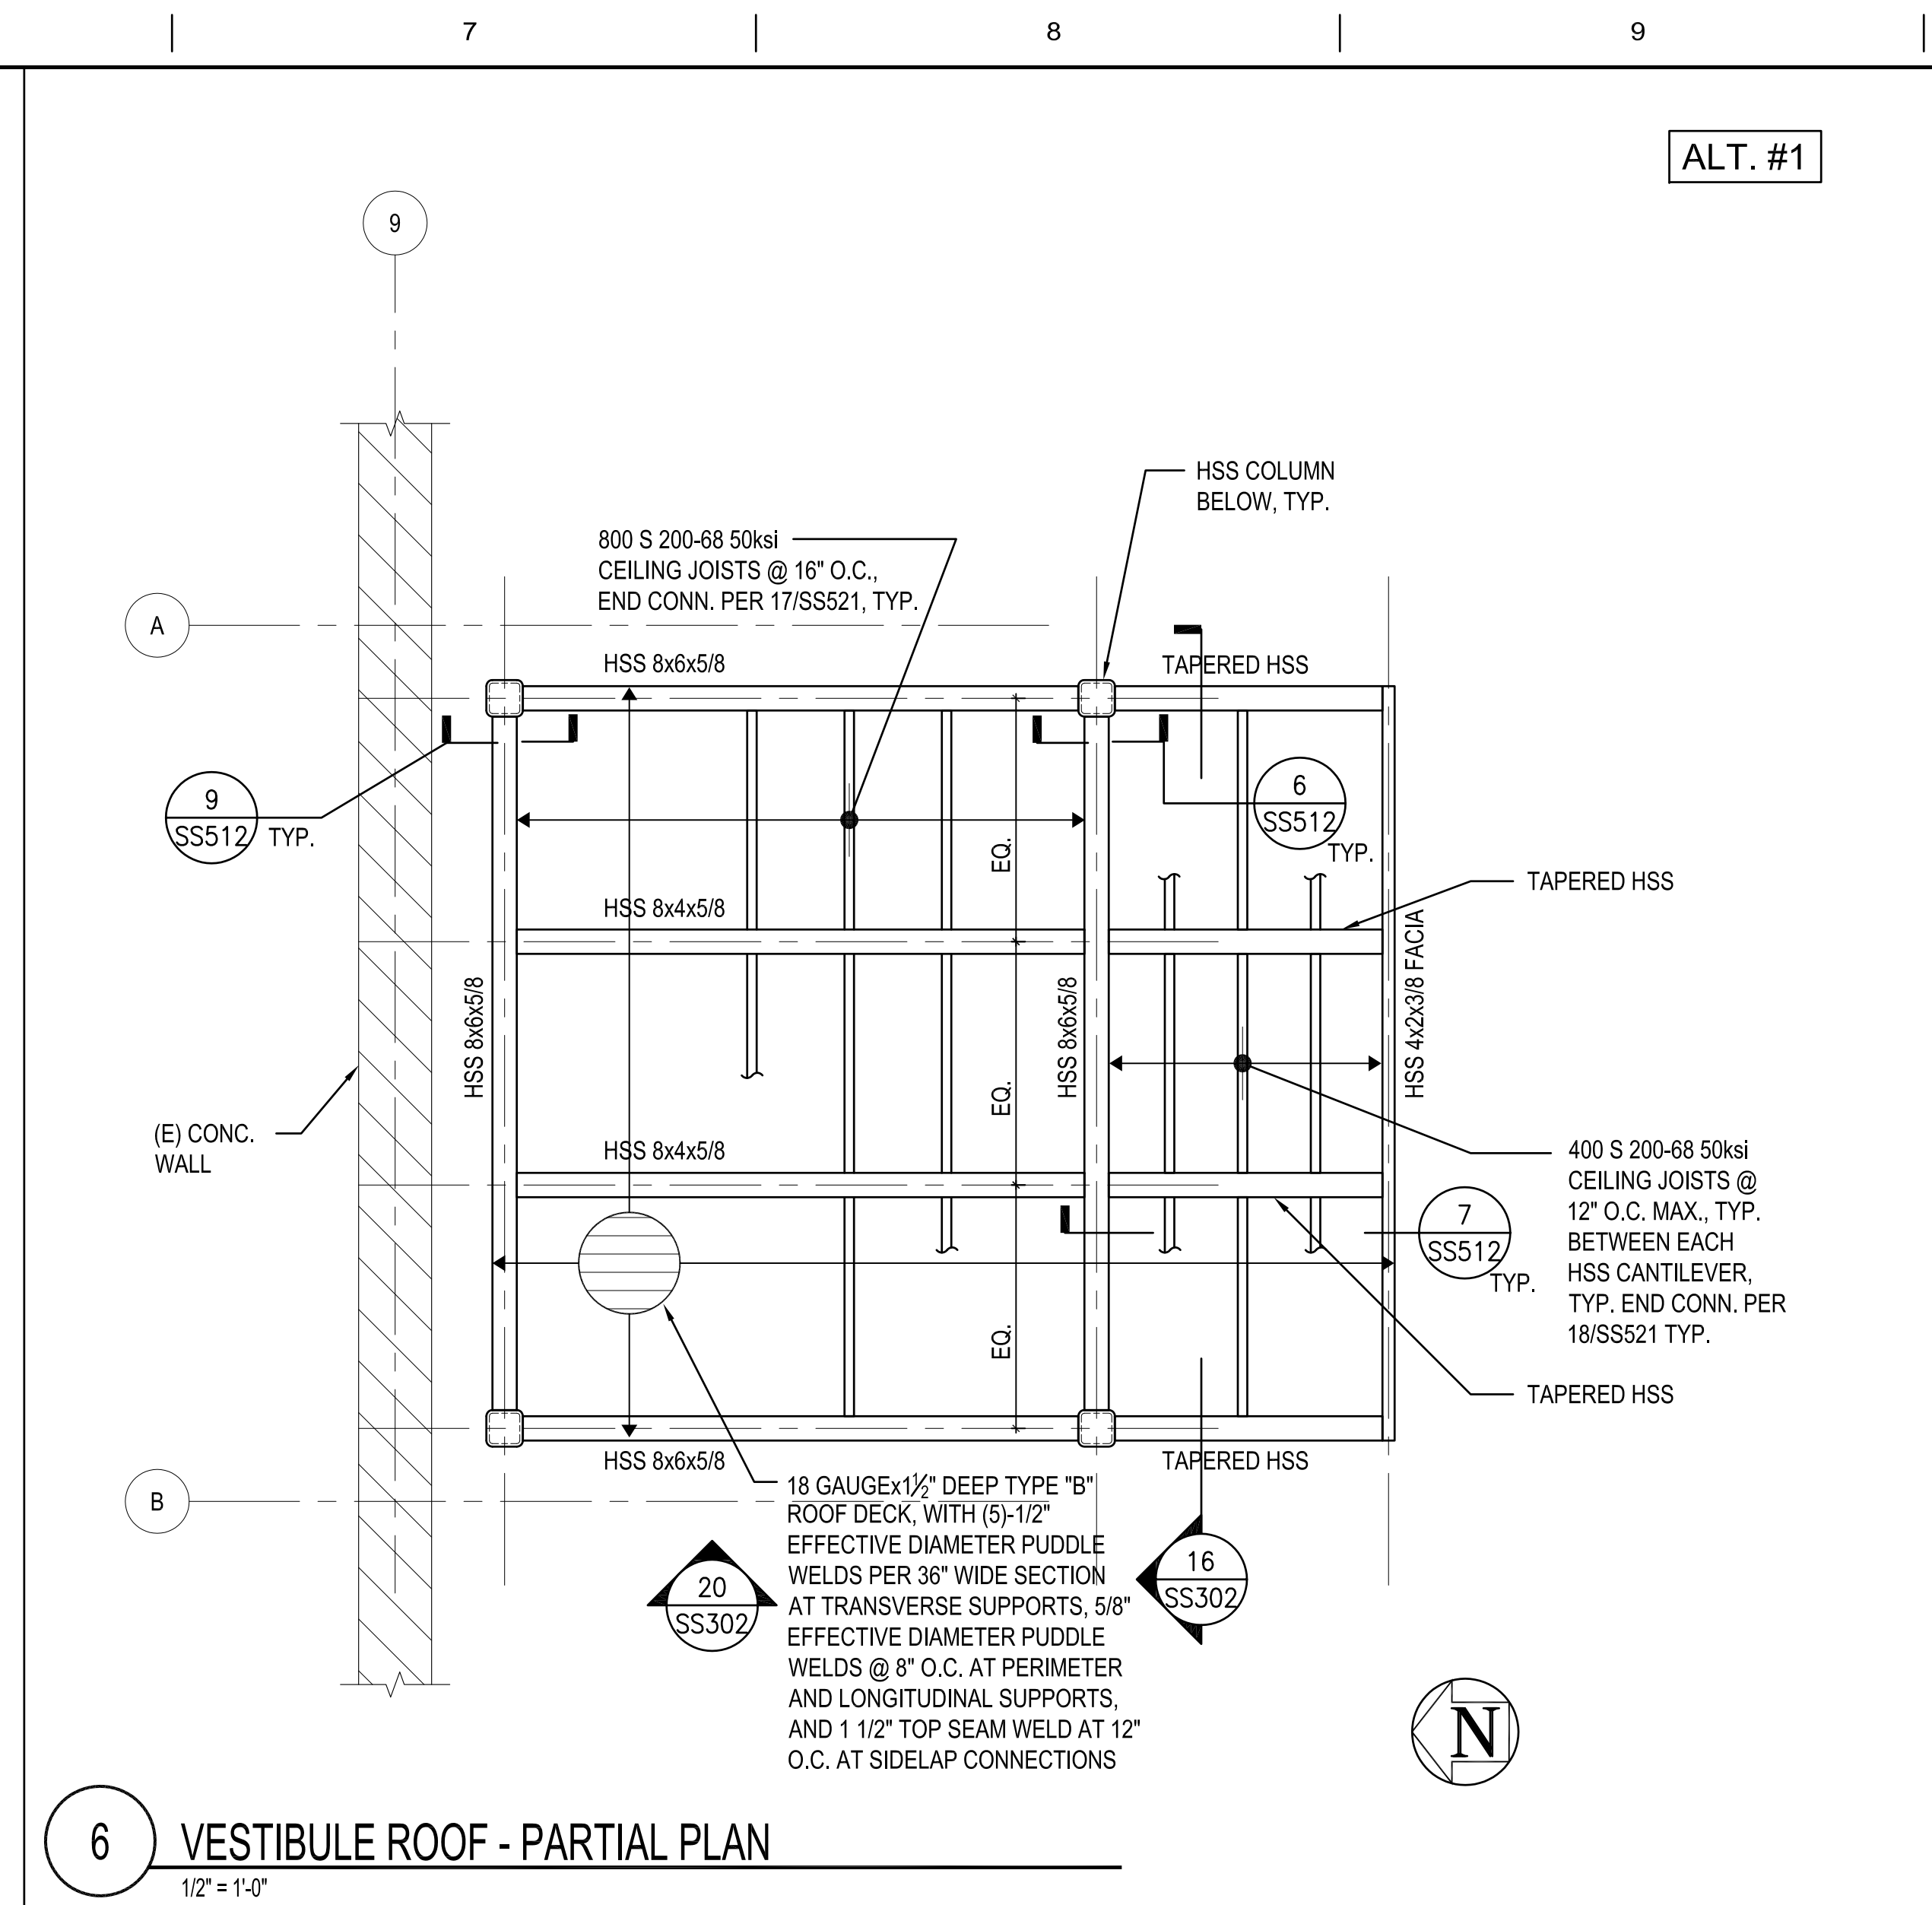 7
8
9
ALT. #1
9
HSS COLUMN
BELOW, TYP.
800 S 200-68 50ksi
CEILING JOISTS @ 16" O.C.,
END CONN. PER 17/SS521, TYP.
A
HSS 8x6x5/8
TAPERED HSS
9
SS512
TYP.
6
SS512
TYP.
EQ.
TAPERED HSS
HSS 8x4x5/8
HSS 4x2x3/8 FACIA
HSS 8x6x5/8
HSS 8x6x5/8
EQ.
(E) CONC.
WALL
HSS 8x4x5/8
400 S 200-68 50ksi
CEILING JOISTS @
12" O.C. MAX., TYP.
BETWEEN EACH
HSS CANTILEVER,
TYP. END CONN. PER
18/SS521 TYP.
7
SS512
TYP.
EQ.
TAPERED HSS
HSS 8x6x5/8
TAPERED HSS
B
18 GAUGEx1½" DEEP TYPE "B"
ROOF DECK, WITH (5)-1/2"
EFFECTIVE DIAMETER PUDDLE
WELDS PER 36" WIDE SECTION
AT TRANSVERSE SUPPORTS, 5/8"
EFFECTIVE DIAMETER PUDDLE
WELDS @ 8" O.C. AT PERIMETER
AND LONGITUDINAL SUPPORTS,
AND 1 1/2" TOP SEAM WELD AT 12"
O.C. AT SIDELAP CONNECTIONS
20
SS302
16
SS302
N
6
VESTIBULE ROOF - PARTIAL PLAN
1/2" = 1'-0"